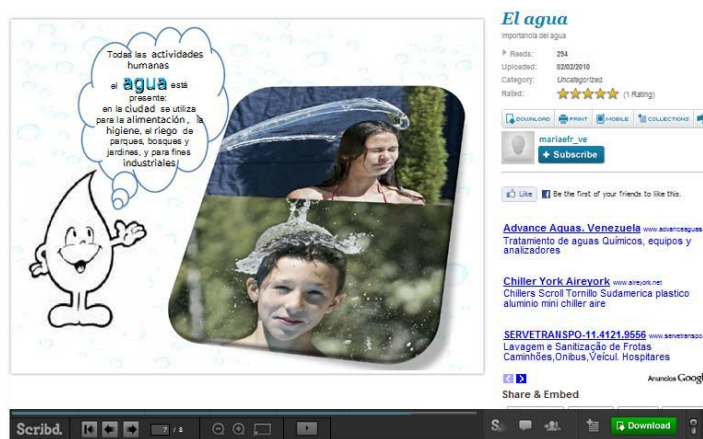 Todas las actividades
humanas
el agua está
presente:
en la ciudad se utiliza
para la alimentación, la
higiene, el riego de
parques, bosques y
jardines, y para fines
industriales
El agua
Importancia del agua
Reads: 294
Uploaded: 02/02/2010
Category: Uncategorized
Rated: (1 Rating)
DOWNLOAD PRINT MOBILE COLLECTIONS
mariaefr_ve
+ Subscribe
Like Be the first of your friends to like this.
Advance Aguas. Venezuela www.advanceaguas
Tratamiento de aguas Químicos, equipos y
analizadores
Chiller York Aireyork www.aireyork.net
Chillers Scroll Tornillo Sudamerica plastico
aluminio mini chiller aire
SERVETRANSPO-11.4121.9556 www.servetranspo
Lavagem e Sanitização de Frotas
Caminhões,Onibus,Veícul. Hospitares
Anuncios Google
Share & Embed
Scribd. 7 / 8 S Download